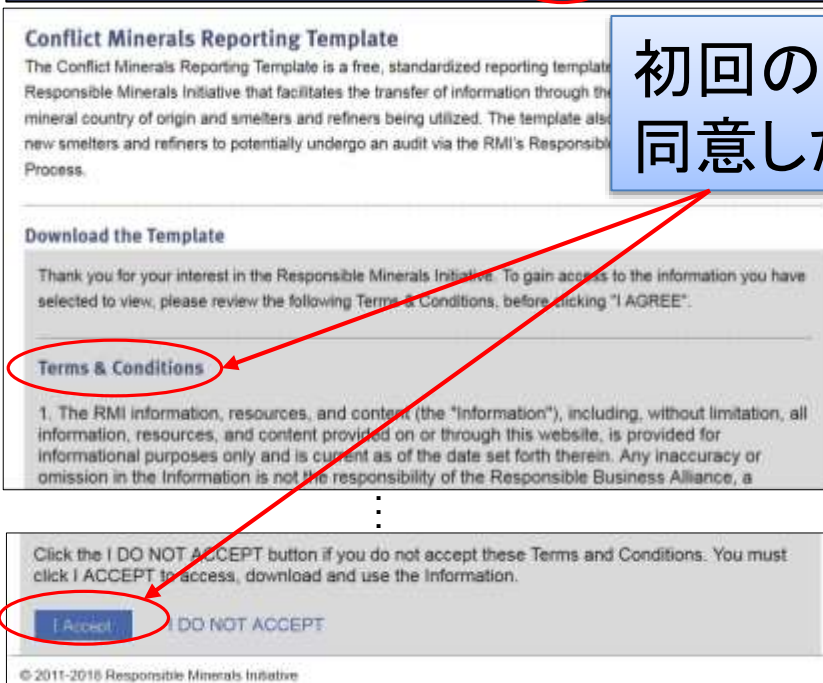 Conflict Minerals Reporting Template
The Conflict Minerals Reporting Template is a free, standardized reporting template
Responsible Minerals Initiative that facilitates the transfer of information through the
mineral country of origin and smelters and refiners being utilized. The template also
new smelters and refiners to potentially undergo an audit via the RMI's Responsible
Process.
初回の
同意した
Download the Template
Thank you for your interest in the Responsible Minerals Initiative. To gain access to the information you have
selected to view, please review the following Terms & Conditions, before clicking "I AGREE".
Terms & Conditions
1. The RMI information, resources, and content (the "Information"), including, without limitation, all
information, resources, and content provided on or through this website, is provided for
informational purposes only and is current as of the date set forth therein. Any inaccuracy or
omission in the Information is not the responsibility of the Responsible Business Alliance, a
Click the I DO NOT ACCEPT button if you do not accept these Terms and Conditions. You must
click I ACCEPT to access, download and use the Information.
I Accept I DO NOT ACCEPT
© 2011-2018 Responsible Minerals Initiative